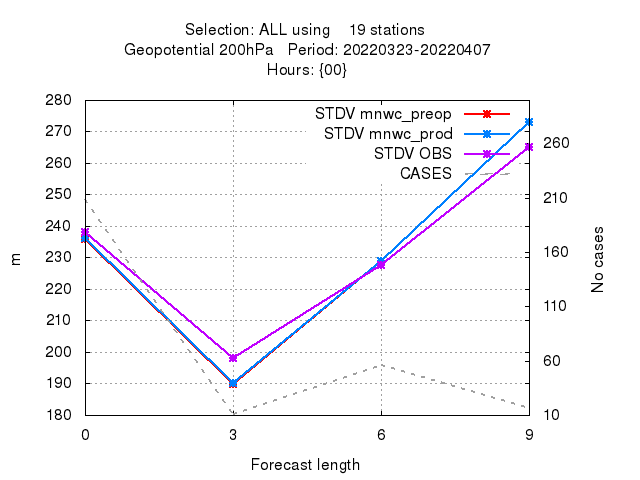 Selection: ALL using    19 stations
Geopotential 200hPa   Period: 20220323-20220407
Hours: {00}
STDV mnwc_preop
STDV mnwc_prod
STDV OBS
CASES
280
270
260
250
240
230
220
210
200
190
180
260
210
160
110
60
10
m
No cases
0 3 6 9
Forecast length